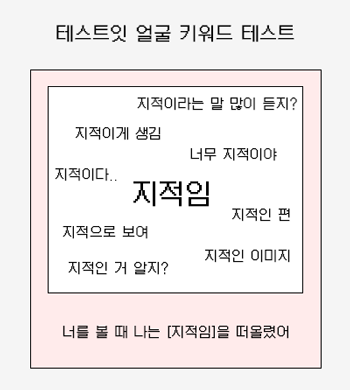 테스트잇 얼굴 키워드 테스트
지적이라는 말 많이 듣지?
지적이게 생김
너무 지적이야
지적이다..
지적임
지적인 편
지적으로 보여
지적인 이미지
지적인 거 알지?
너를 볼 때 나는 [지적임]을 떠올렸어